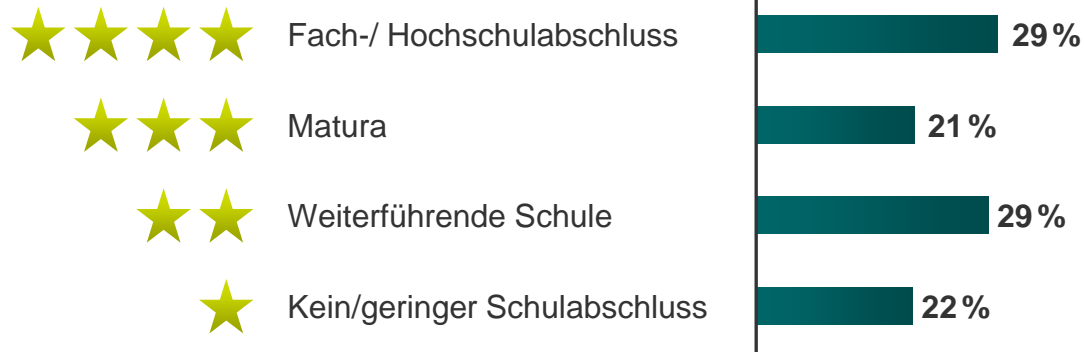 Fach-/ Hochschulabschluss 29 %
Matura 21 %
Weiterführende Schule 29 %
Kein/geringer Schulabschluss 22 %